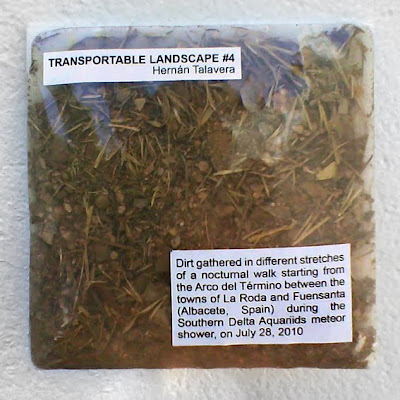 TRANSPORTABLE LANDSCAPE #4
Hernán Talavera
Dirt gathered in different stretches
of a nocturnal walk starting from
the Arco del Término between the
towns of La Roda and Fuensanta
(Albacete, Spain) during the
Southern Delta Aquariids meteor
shower, on July 28, 2010